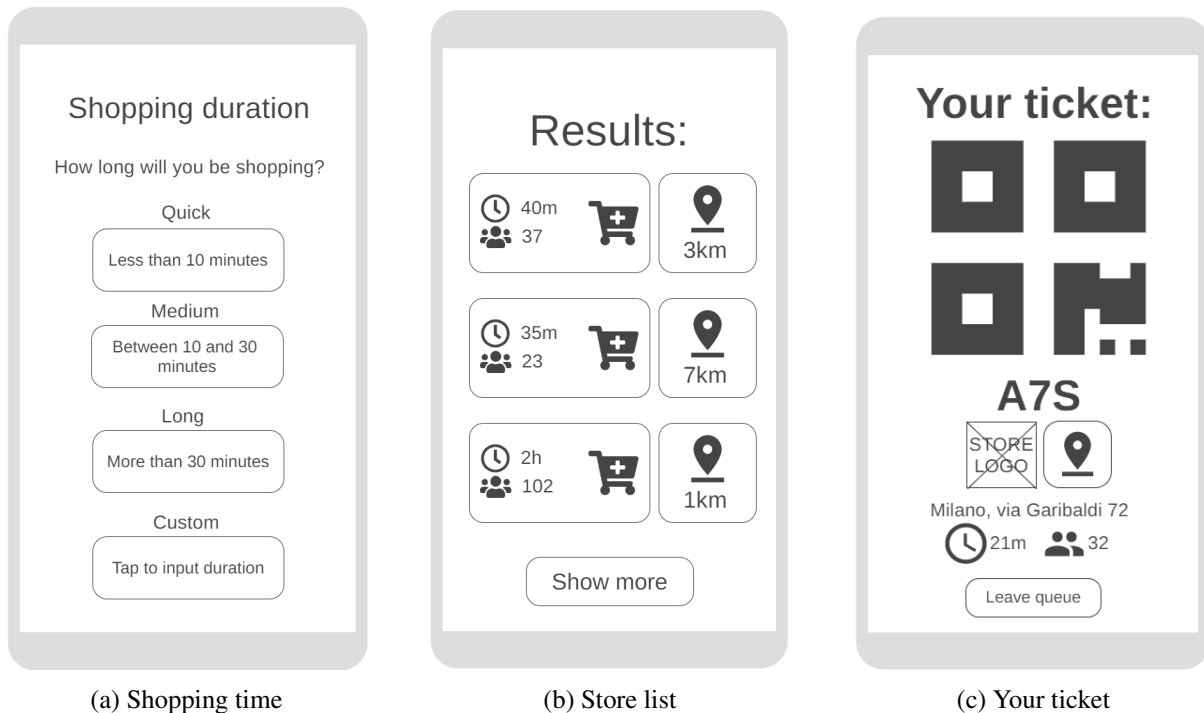 Shopping duration
How long will you be shopping?
Quick
Less than 10 minutes
Medium
Between 10 and 30
minutes
Long
More than 30 minutes
Custom
Tap to input duration
(a) Shopping time
Results:
40m
37
3km
35m
23
7km
2h
102
1km
Show more
(b) Store list
Your ticket:
A7S
STORE
LOGO
Milano, via Garibaldi 72
21m
32
Leave queue
(c) Your ticket